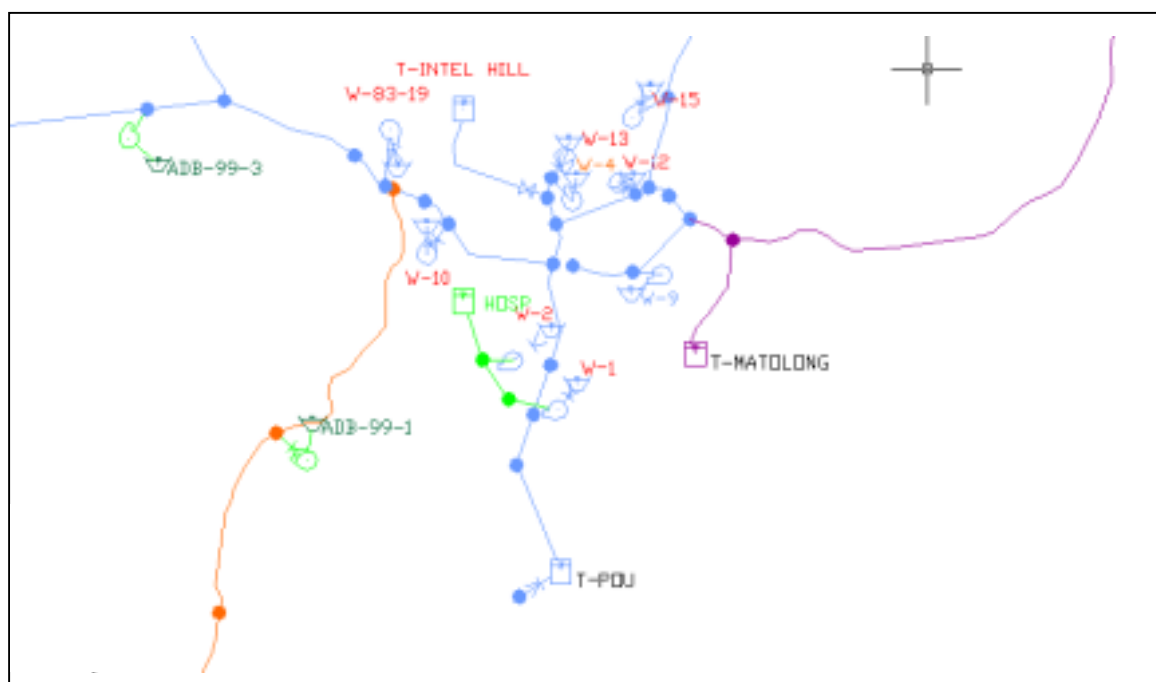 T-INTEL HILL
W-83-19
W-15
W-13
W-4
W-12
ADB-99-3
W-10
HOSP
W-9
W-2
T-MATOLONG
W-1
ADB-99-1
T-POU